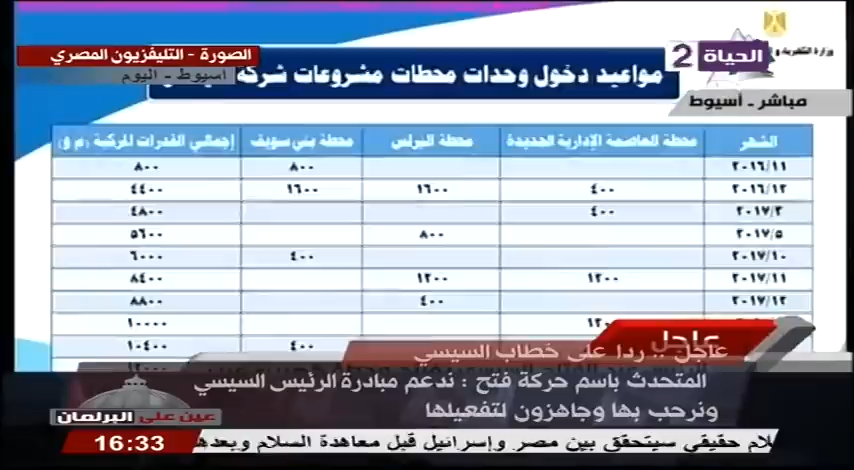 الصورة - التليفزيون المصري
أسيوط - اليوم
الحياة 2
مباشر - أسيوط
مواعيد دخول وحدات محطات مشروعات شركة
الشهر محطة العاصمة الإدارية الجديدة محطة البرلس محطة بني سويف إجمالي القدرات المركبة (م و)
٢٠١٦/١١ ٨٠٠ ٨٠٠
٢٠١٦/١٢ ٤٠٠ ١٦٠٠ ١٦٠٠ ٤٤٠٠
٢٠١٧/٣ ٤٠٠ ٤٨٠٠
٢٠١٧/٥ ٨٠٠ ٥٦٠٠
٢٠١٧/١٠ ٤٠٠ ٦٠٠٠
٢٠١٧/١١ ١٢٠٠ ١٢٠٠ ٨٤٠٠
٢٠١٧/١٢ ٤٠٠ ٨٨٠٠
١٠٠٠٠
٤٠٠ ١٠٤٠٠
عاجل
عاجل .. ردا على خطاب السيسي
المتحدث باسم حركة فتح : ندعم مبادرة الرئيس السيسي
ونرحب بها وجاهزون لتفعيلها
عين على البرلمان
16:33
لام حقيقي سيتحقق بين مصر وإسرائيل قبل معاهدة السلام وبعدها